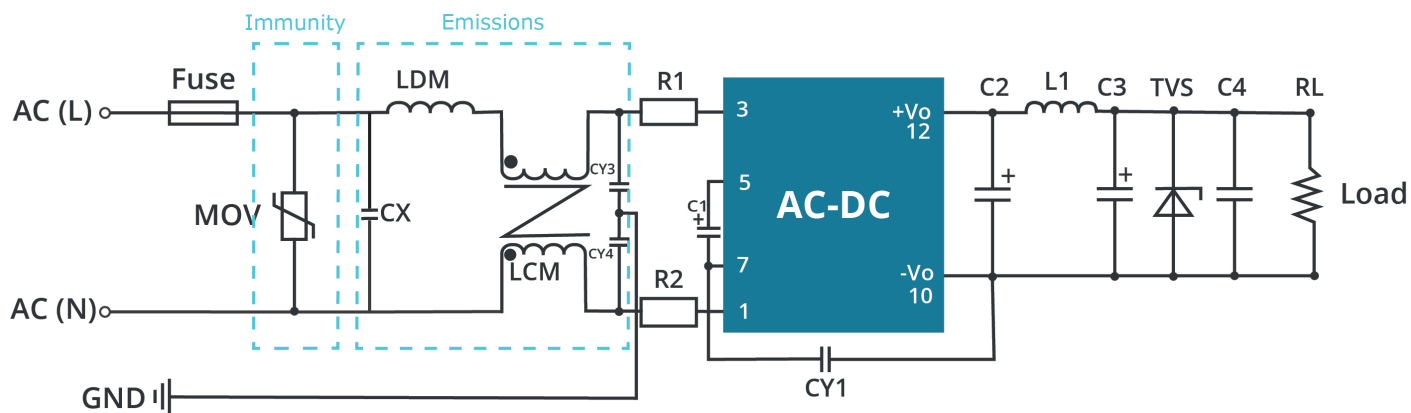 Immunity
Emissions
Fuse
LDM
R1
C2
L1
C3
TVS
C4
RL
AC (L)
3
+Vo
12
CY3
5
MOV
CX
C1
+
AC-DC
+
+
Load
CY4
LCM
7
-Vo
10
R2
AC (N)
1
CY1
GND